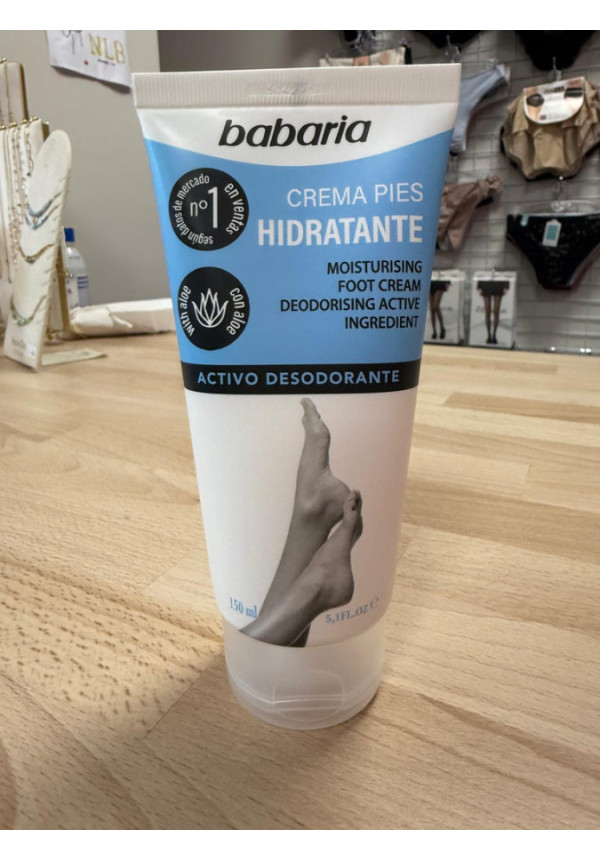 NLB
babaria
nº1
en ventas
según datos de mercado
CREMA PIES
HIDRATANTE
MOISTURISING
FOOT CREAM
DEODORISING ACTIVE
INGREDIENT
with aloe
con aloe
ACTIVO DESODORANTE
150 ml
5,1FL.OZ ℮